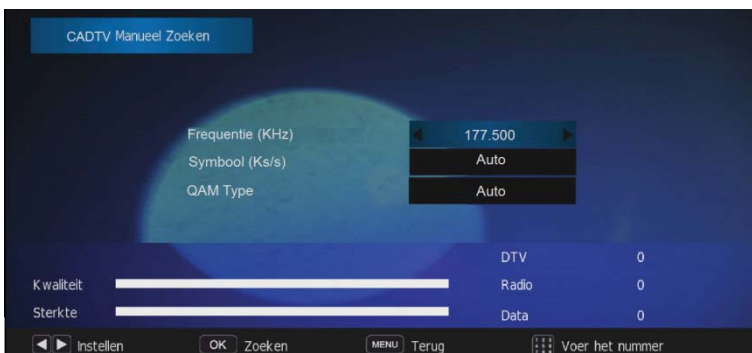 CADTV Manueel Zoeken
Frequentie (KHz) 177.500
Symbool (Ks/s) Auto
QAM Type Auto
DTV 0
Kwaliteit Radio 0
Sterkte Data 0
Instellen OK Zoeken MENU Terug Voer het nummer